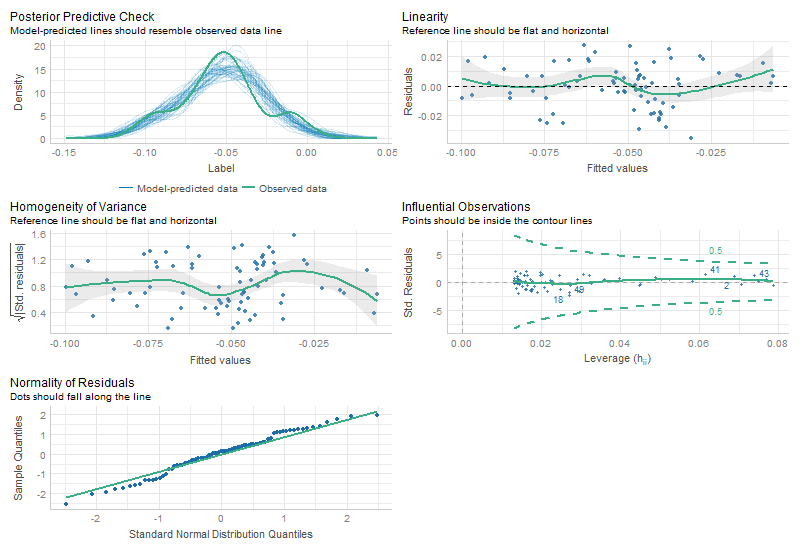 Posterior Predictive Check
Model-predicted lines should resemble observed data line
20
15
10
5
0
Density
-0.15
-0.10
-0.05
0.00
0.05
Label
Model-predicted data
Observed data
Linearity
Reference line should be flat and horizontal
0.02
0.00
-0.02
Residuals
-0.100
-0.075
-0.050
-0.025
Fitted values
Homogeneity of Variance
Reference line should be flat and horizontal
1.6
1.2
0.8
0.4
√|Std. residuals|
-0.100
-0.075
-0.050
-0.025
Fitted values
Influential Observations
Points should be inside the contour lines
5
0
-5
Std. Residuals
0.5
41
43
2
49
18
0.5
0.00
0.02
0.04
0.06
0.08
Leverage (hii)
Normality of Residuals
Dots should fall along the line
2
1
0
-1
-2
Sample Quantiles
-2
-1
0
1
2
Standard Normal Distribution Quantiles